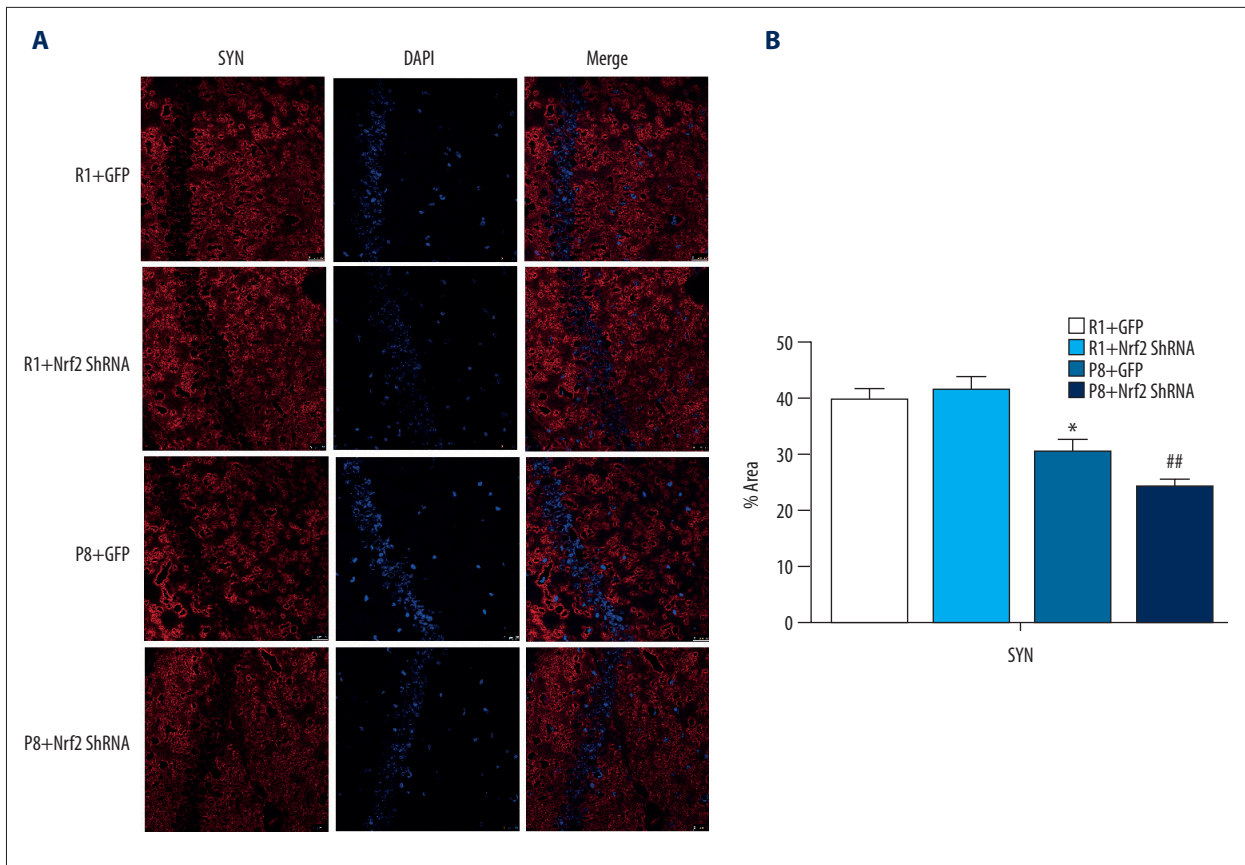 A
SYN DAPI Merge
R1+GFP
R1+Nrf2 ShRNA
P8+GFP
P8+Nrf2 ShRNA
B
R1+GFP
R1+Nrf2 ShRNA
P8+GFP
P8+Nrf2 ShRNA
% Area
50
40
30
20
10
0
*
##
SYN